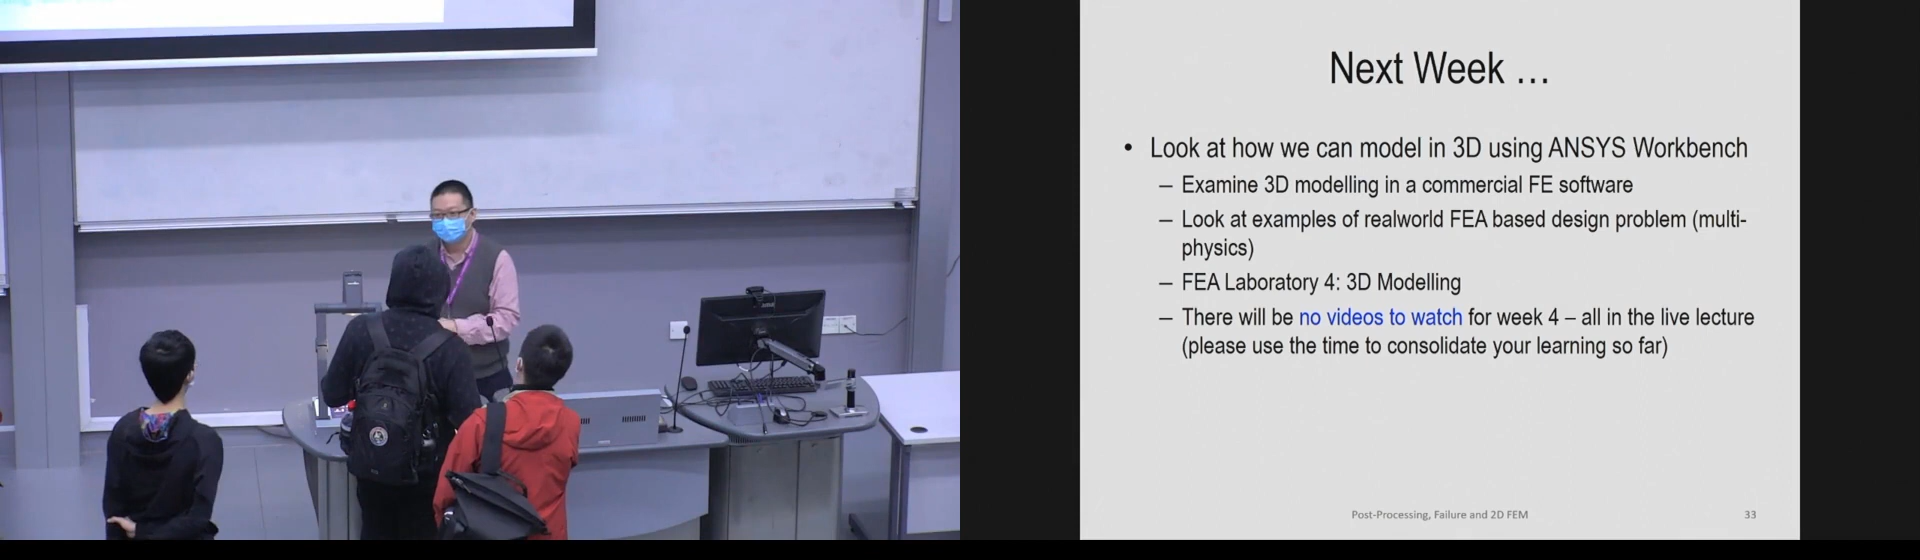 Next Week ...
• Look at how we can model in 3D using ANSYS Workbench
– Examine 3D modelling in a commercial FE software
– Look at examples of realworld FEA based design problem (multi-
physics)
– FEA Laboratory 4: 3D Modelling
– There will be no videos to watch for week 4 – all in the live lecture
(please use the time to consolidate your learning so far)
Post-Processing, Failure and 2D FEM
33